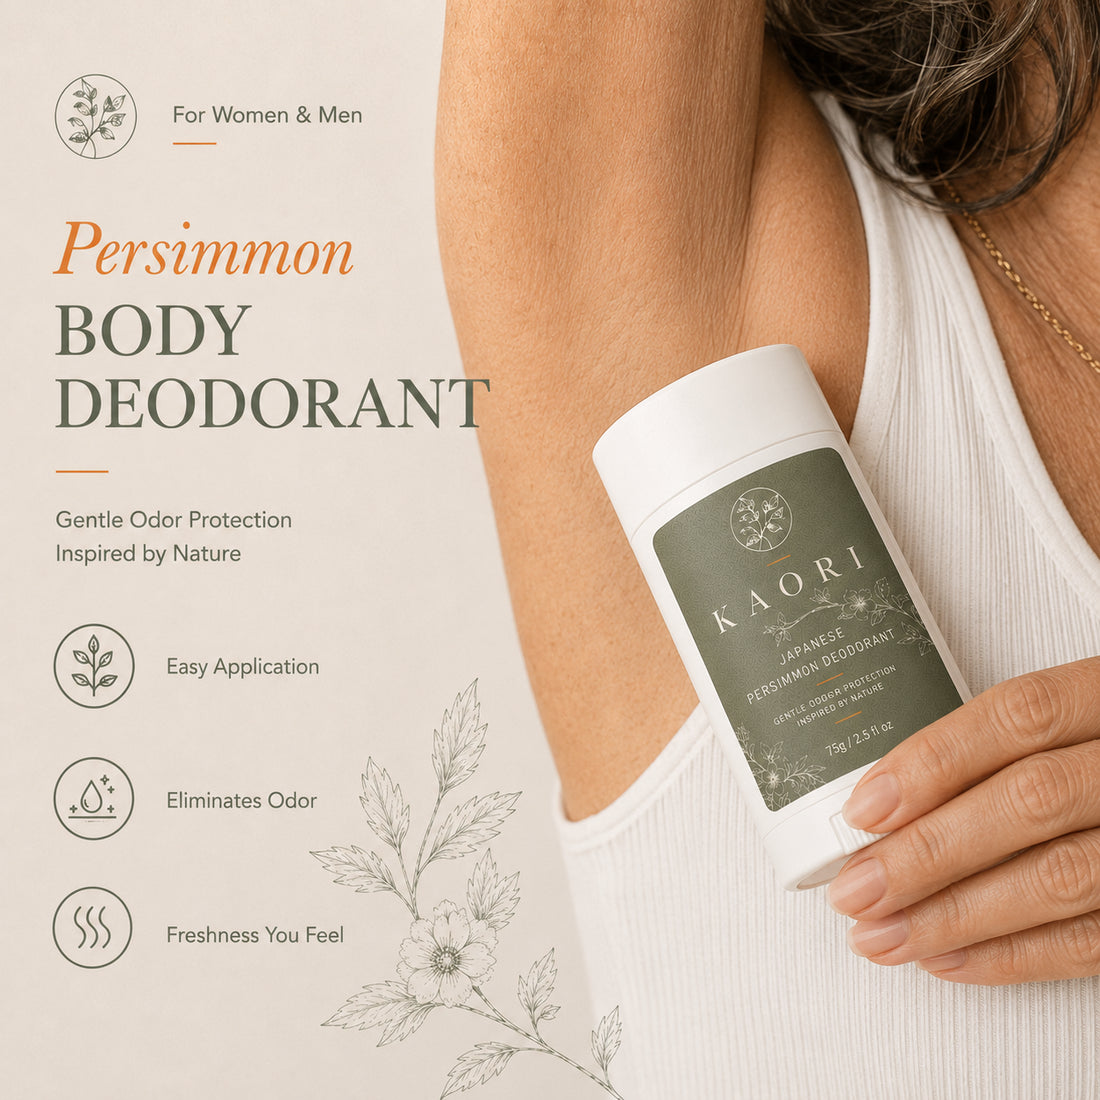 For Women & Men
Persimmon
BODY
DEODORANT
Gentle Odor Protection
Inspired by Nature
Easy Application
Eliminates Odor
Freshness You Feel
KAORI
JAPANESE
PERSIMMON DEODORANT
GENTLE ODOR PROTECTION
INSPIRED BY NATURE
75g / 2.5 fl oz